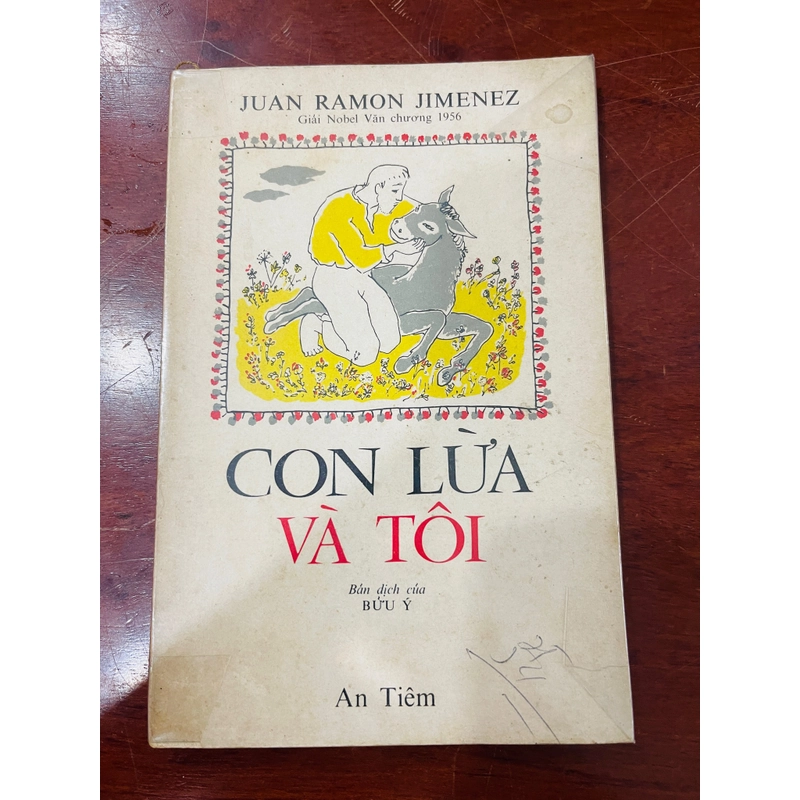 JUAN RAMON JIMENEZ
Giải Nobel Văn chương 1956
CON LỪA
VÀ TÔI
Bản dịch của
BỬU Ý
An Tiêm